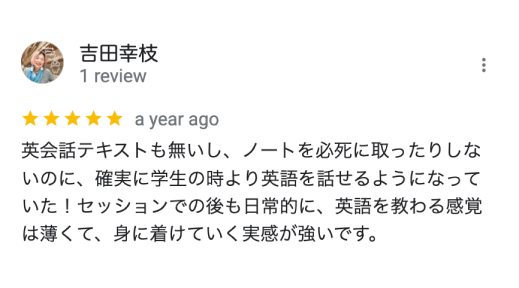 吉田幸枝
1 review
★★★★★ a year ago
英会話テキストも無いし、ノートを必死に取ったりしな
いのに、確実に学生の時より英語を話せるようになって
いた！セッションでの後も日常的に、英語を教わる感覚
は薄くて、身に着けていく実感が強いです。